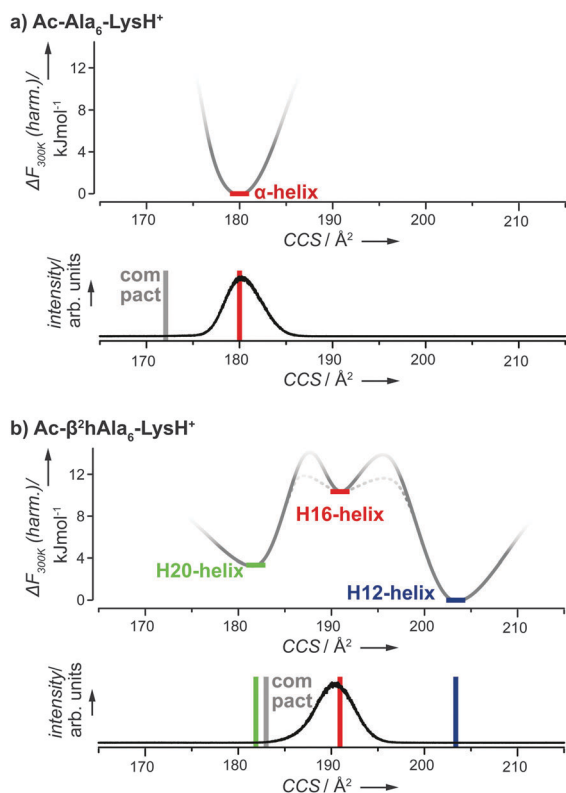 a) Ac-Ala₆-LysH⁺
ΔF₃₀₀ₖ (harm.)/
kJmol⁻¹
12
8
4
0
α-helix
170 180 190 200 210
CCS / Å²
intensity/
arb. units
com
pact
170 180 190 200 210
CCS / Å²
b) Ac-β²hAla₆-LysH⁺
ΔF₃₀₀ₖ (harm.)/
kJmol⁻¹
12
8
4
0
H16-helix
H20-helix
H12-helix
170 180 190 200 210
CCS / Å²
intensity/
arb. units
com
pact
170 180 190 200 210
CCS / Å²